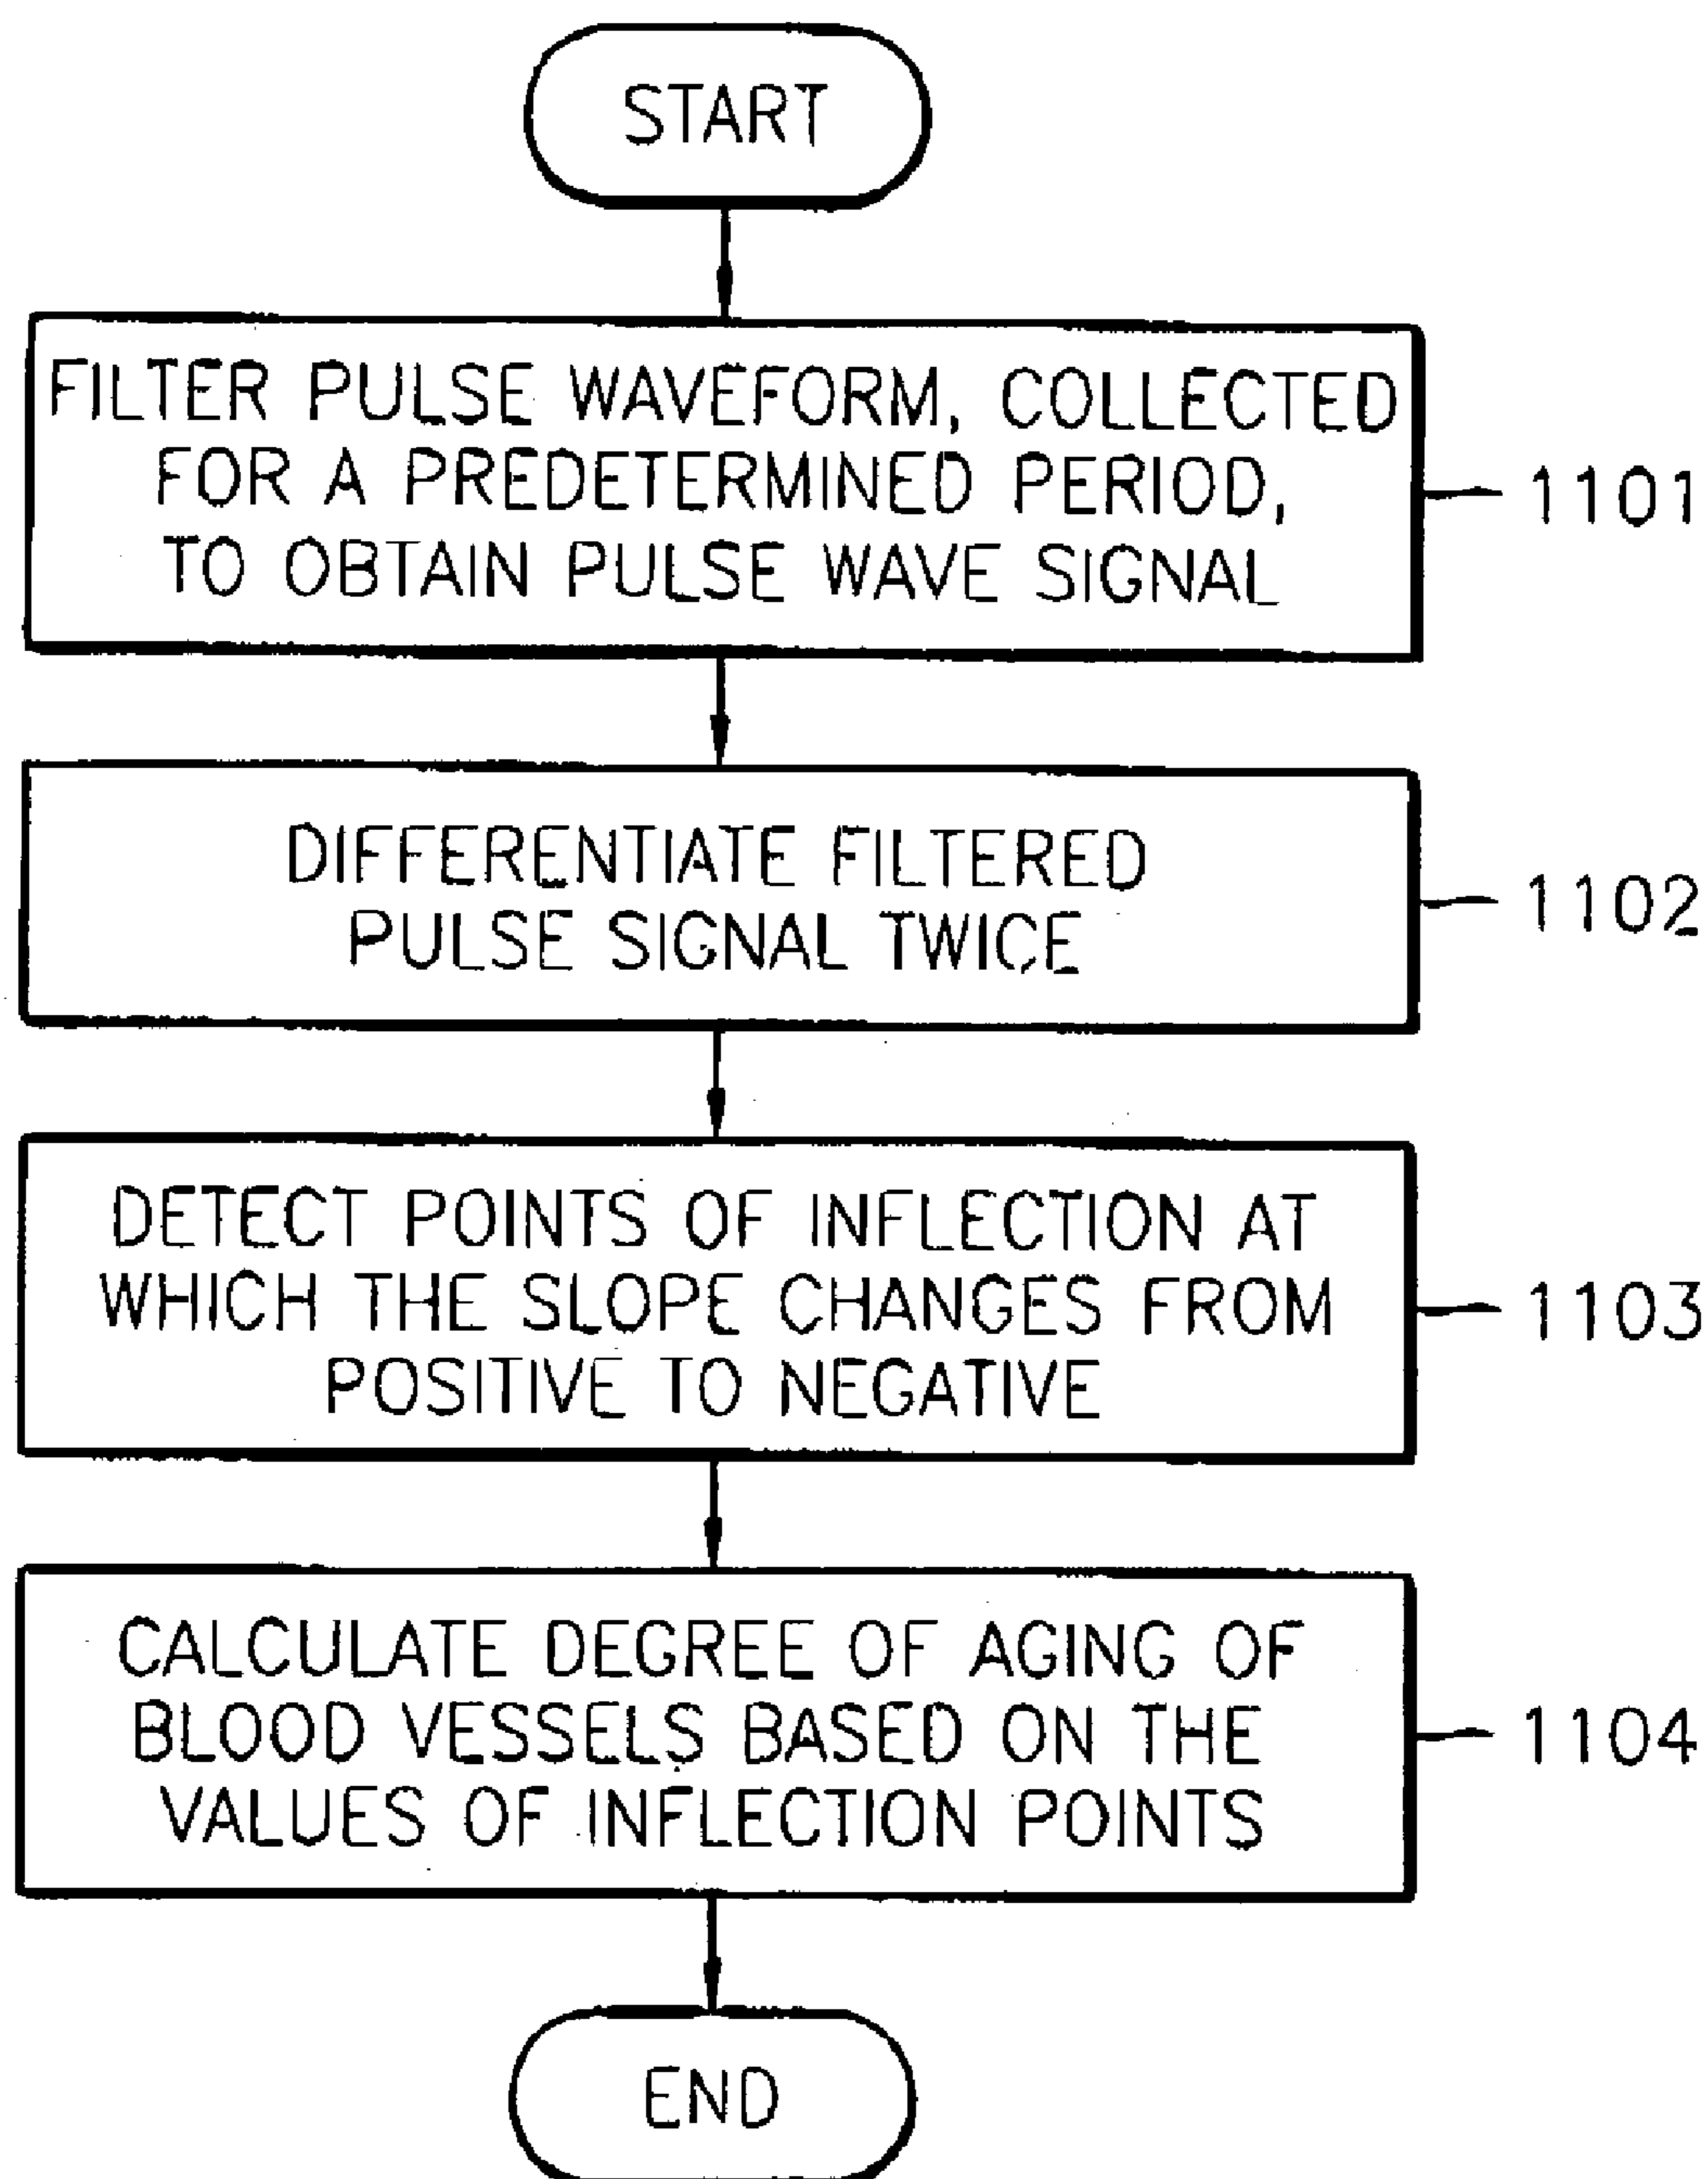 START
FILTER PULSE WAVEFORM, COLLECTED
FOR A PREDETERMINED PERIOD,
TO OBTAIN PULSE WAVE SIGNAL
1101
DIFFERENTIATE FILTERED
PULSE SIGNAL TWICE
1102
DETECT POINTS OF INFLECTION AT
WHICH THE SLOPE CHANGES FROM
POSITIVE TO NEGATIVE
1103
CALCULATE DEGREE OF AGING OF
BLOOD VESSELS BASED ON THE
VALUES OF INFLECTION POINTS
1104
END